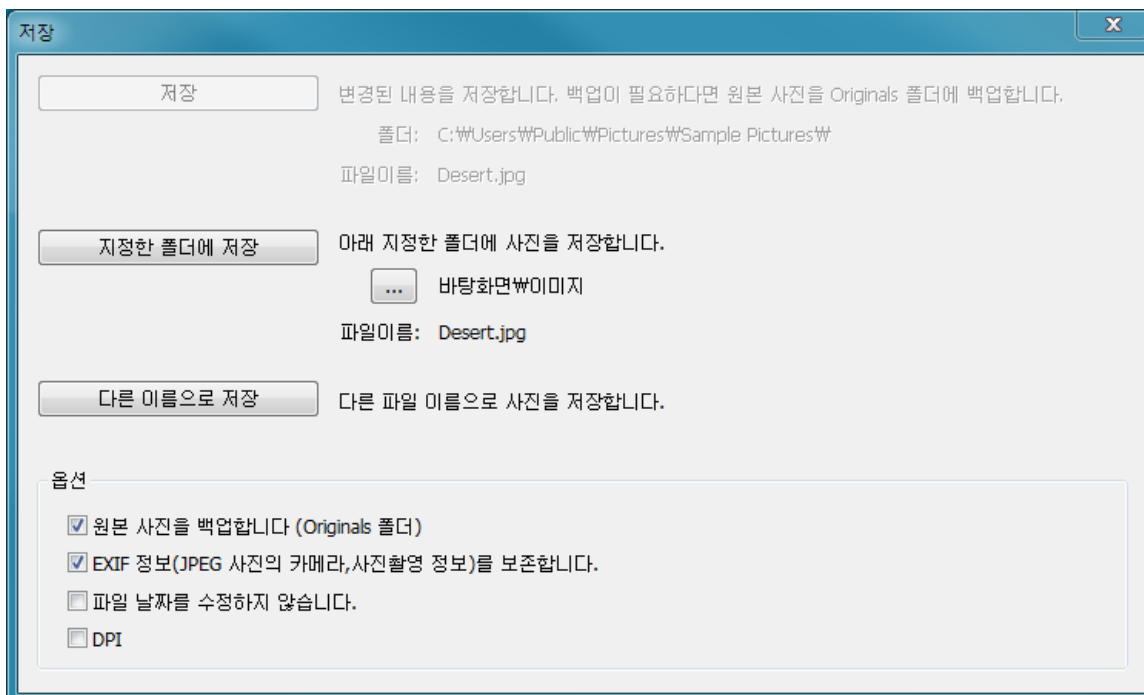 저장
저장 변경된 내용을 저장합니다. 백업이 필요하다면 원본 사진을 Originals 폴더에 백업합니다.
폴더: C:₩Users₩Public₩Pictures₩Sample Pictures₩
파일이름: Desert.jpg
지정한 폴더에 저장 아래 지정한 폴더에 사진을 저장합니다.
... 바탕화면₩이미지
파일이름: Desert.jpg
다른 이름으로 저장 다른 파일 이름으로 사진을 저장합니다.
옵션
원본 사진을 백업합니다 (Originals 폴더)
EXIF 정보(JPEG 사진의 카메라,사진촬영 정보)를 보존합니다.
파일 날짜를 수정하지 않습니다.
DPI